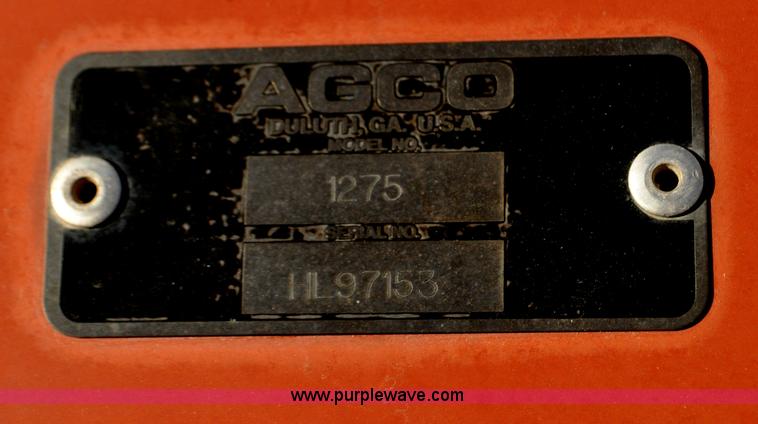 AGCO
DULUTH, GA. U.S.A.
MODEL NO.
1275
SERIAL NO.
HL97153
www.purplewave.com